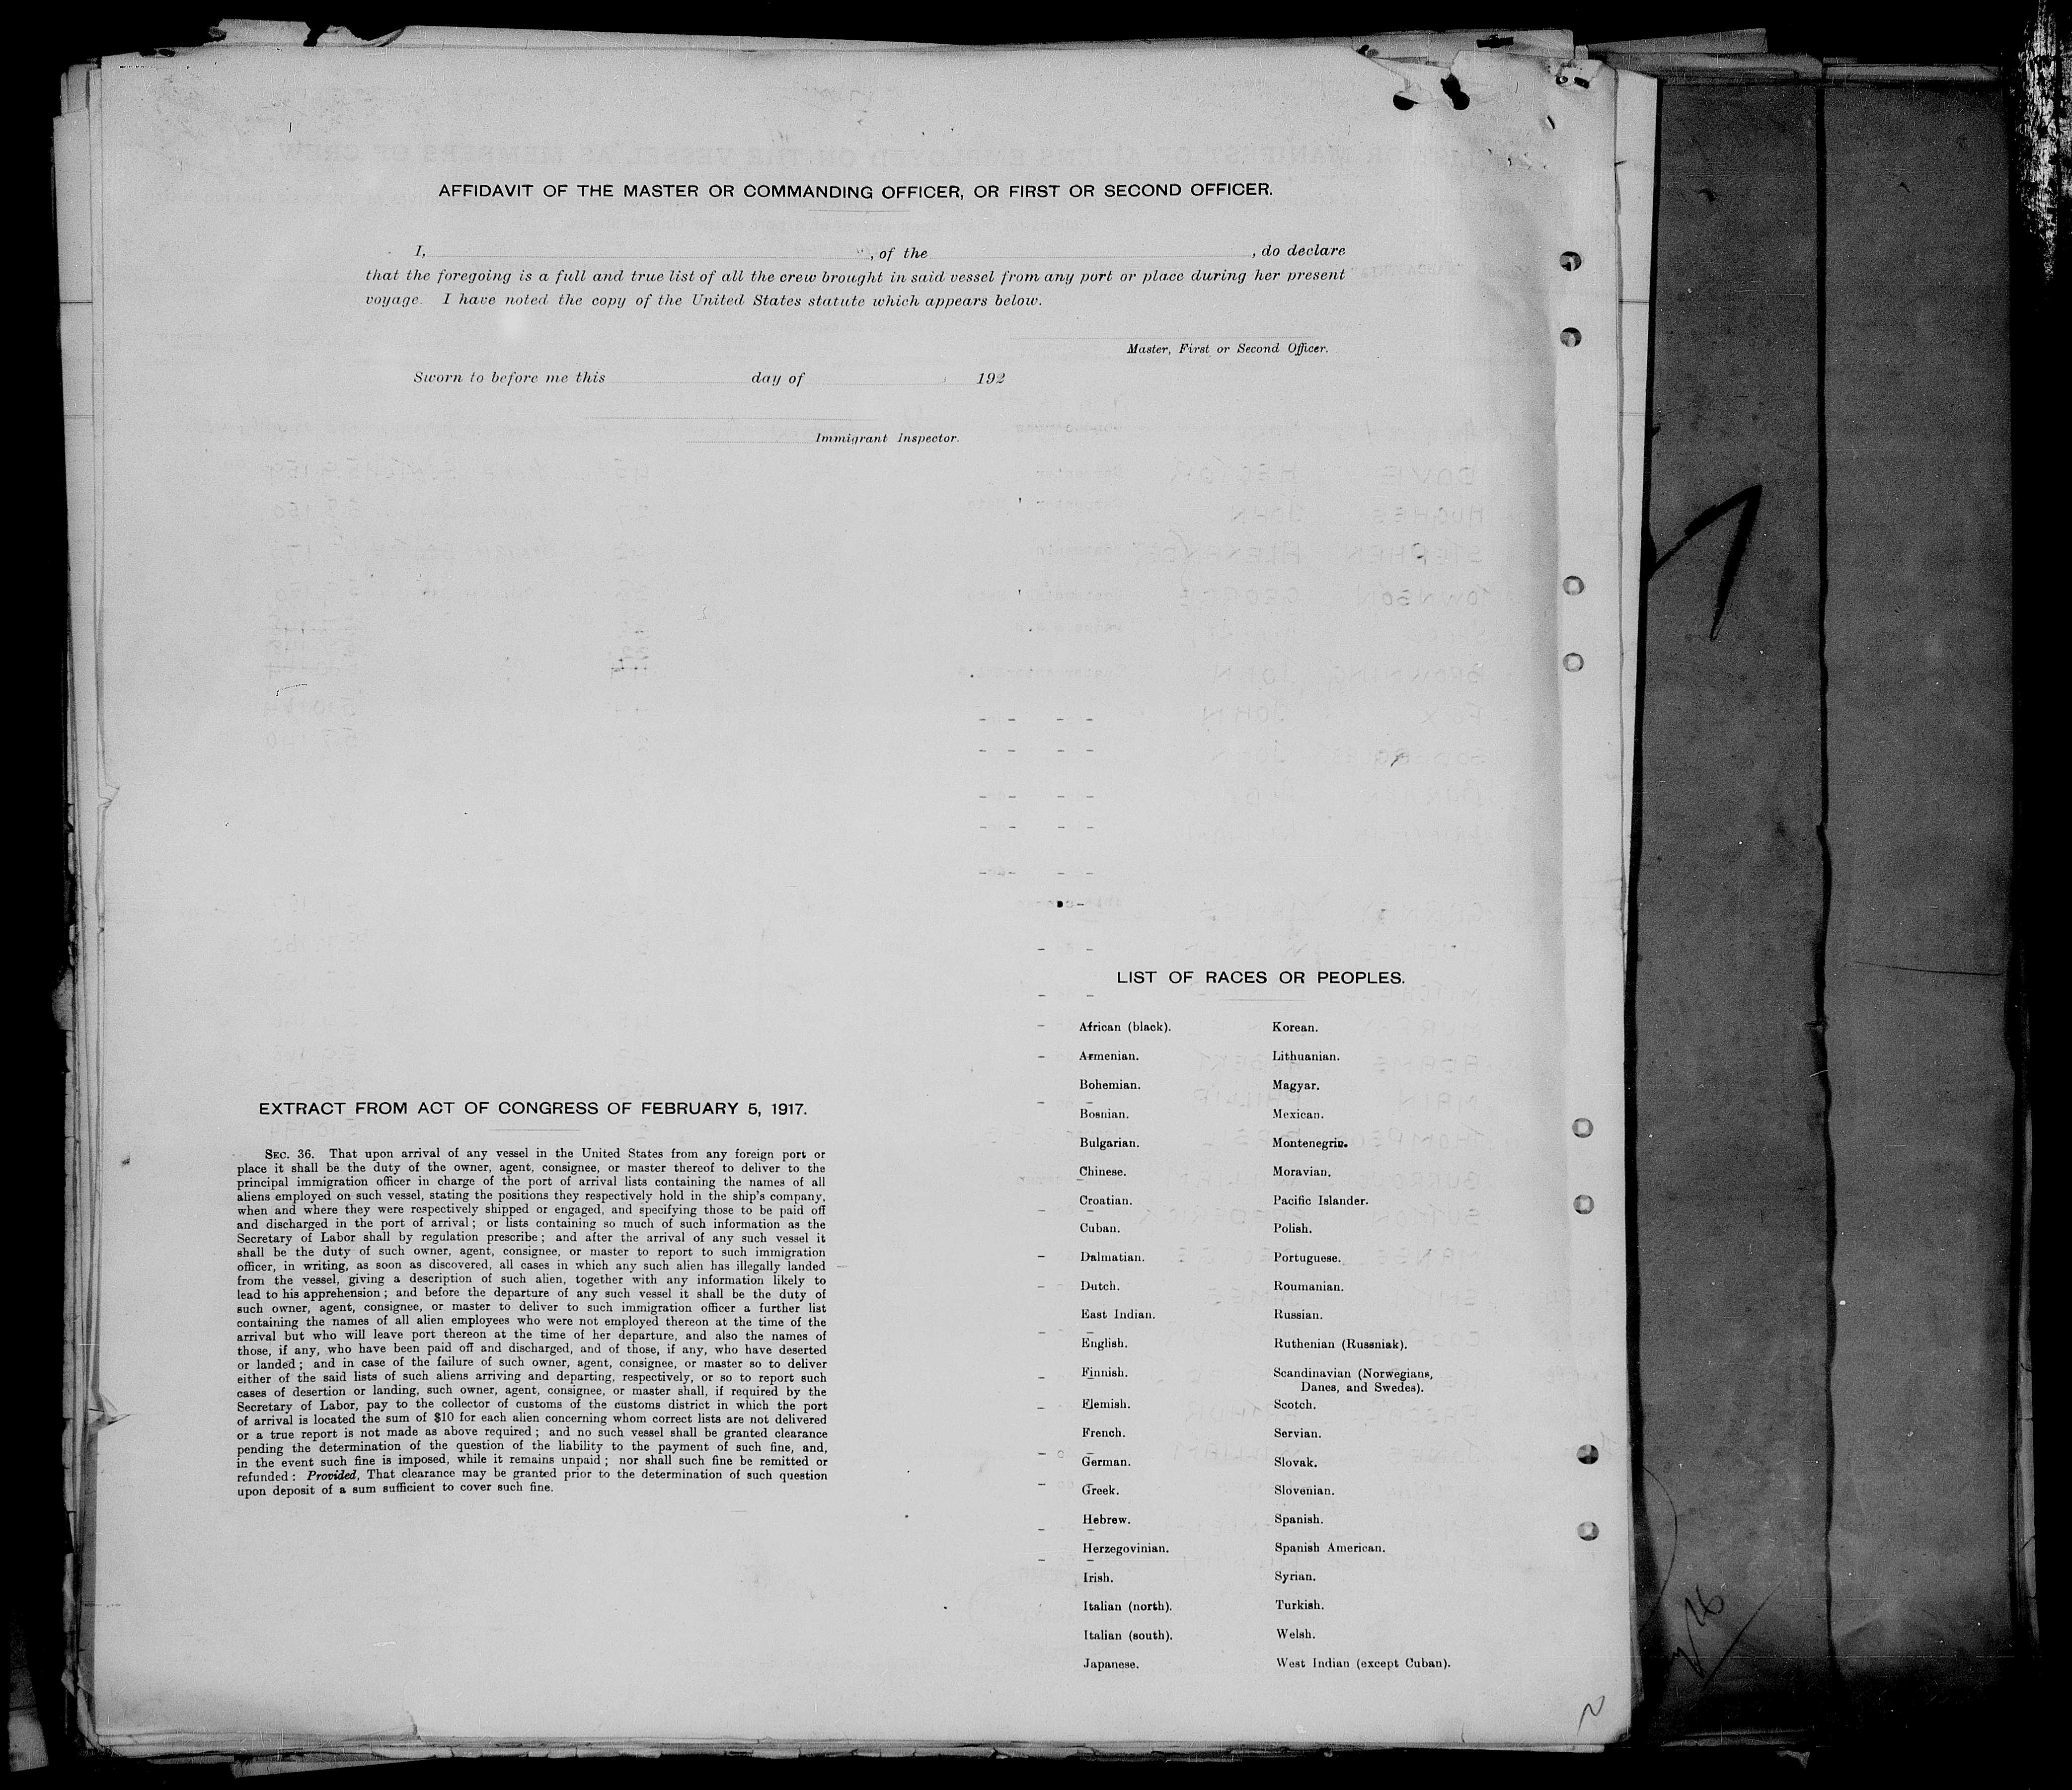 AFFIDAVIT OF THE MASTER OR COMMANDING OFFICER, OR FIRST OR SECOND OFFICER.
I, , of the , do declare
that the foregoing is a full and true list of all the crew brought in said vessel from any port or place during her present
voyage. I have noted the copy of the United States statute which appears below.
Master, First or Second Officer.
Sworn to before me this day of , 192
Immigrant Inspector.
EXTRACT FROM ACT OF CONGRESS OF FEBRUARY 5, 1917.
SEC. 36. That upon arrival of any vessel in the United States from any foreign port or
place it shall be the duty of the owner, agent, consignee, or master thereof to deliver to the
principal immigration officer in charge of the port of arrival lists containing the names of all
aliens employed on such vessel, stating the positions they respectively hold in the ship's company,
when and where they were respectively shipped or engaged, and specifying those to be paid off
and discharged in the port of arrival; or lists containing so much of such information as the
Secretary of Labor shall by regulation prescribe; and after the arrival of any such vessel it
shall be the duty of such owner, agent, consignee, or master to report to such immigration
officer, in writing, as soon as discovered, all cases in which any such alien has illegally landed
from the vessel, giving a description of such alien, together with any information likely to
lead to his apprehension; and before the departure of any such vessel it shall be the duty of
such owner, agent, consignee, or master to deliver to such immigration officer a further list
containing the names of all alien employees who were not employed thereon at the time of the
arrival but who will leave port thereon at the time of her departure, and also the names of
those, if any, who have been paid off and discharged, and of those, if any, who have deserted
or landed; and in case of the failure of such owner, agent, consignee, or master so to deliver
either of the said lists of such aliens arriving and departing, respectively, or so to report such
cases of desertion or landing, such owner, agent, consignee, or master shall, if required by the
Secretary of Labor, pay to the collector of customs of the customs district in which the port
of arrival is located the sum of $10 for each alien concerning whom correct lists are not delivered
or a true report is not made as above required; and no such vessel shall be granted clearance
pending the determination of the question of the liability to the payment of such fine, and,
in the event such fine is imposed, while it remains unpaid; nor shall such fine be remitted or
refunded: Provided, That clearance may be granted prior to the determination of such question
upon deposit of a sum sufficient to cover such fine.
LIST OF RACES OR PEOPLES.
African (black).
Armenian.
Bohemian.
Bosnian.
Bulgarian.
Chinese.
Croatian.
Cuban.
Dalmatian.
Dutch.
East Indian.
English.
Finnish.
Flemish.
French.
German.
Greek.
Hebrew.
Herzegovinian.
Irish.
Italian (north).
Italian (south).
Japanese.
Korean.
Lithuanian.
Magyar.
Mexican.
Montenegrin.
Moravian.
Pacific Islander.
Polish.
Portuguese.
Roumanian.
Russian.
Ruthenian (Russniak).
Scandinavian (Norwegians,
Danes, and Swedes).
Scotch.
Servian.
Slovak.
Slovenian.
Spanish.
Spanish American.
Syrian.
Turkish.
Welsh.
West Indian (except Cuban).